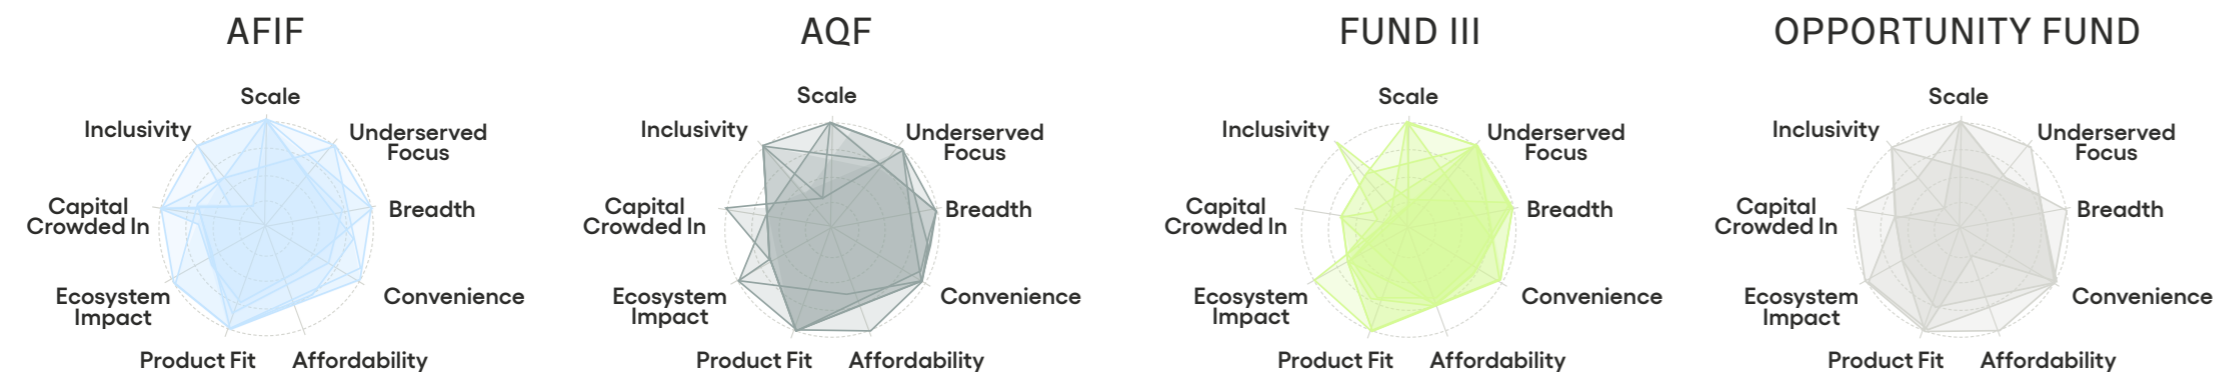 AFIF
Scale
Inclusivity
Underserved
Focus
Capital
Crowded In
Breadth
Ecosystem
Impact
Convenience
Product Fit
Affordability
AQF
Scale
Inclusivity
Underserved
Focus
Capital
Crowded In
Breadth
Ecosystem
Impact
Convenience
Product Fit
Affordability
FUND III
Scale
Inclusivity
Underserved
Focus
Capital
Crowded In
Breadth
Ecosystem
Impact
Convenience
Product Fit
Affordability
OPPORTUNITY FUND
Scale
Inclusivity
Underserved
Focus
Capital
Crowded In
Breadth
Ecosystem
Impact
Convenience
Product Fit
Affordability